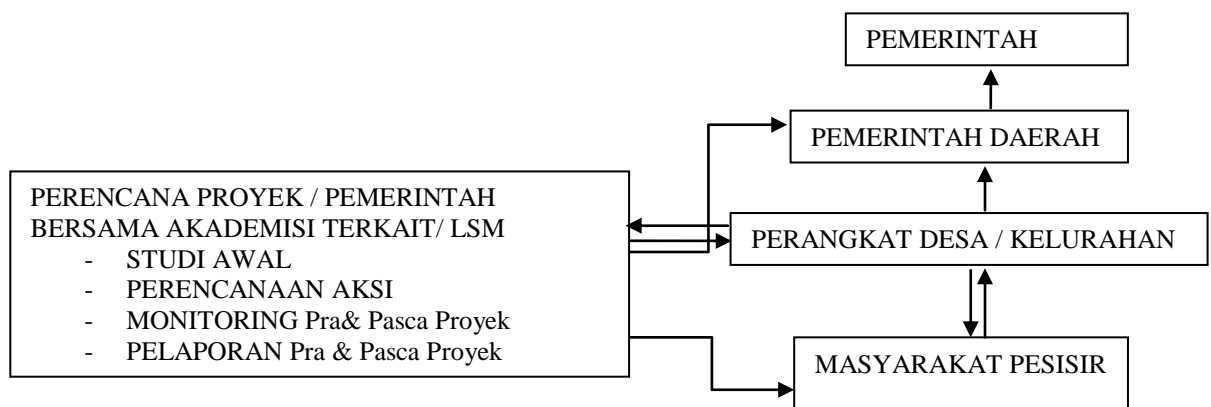 PEMERINTAH
PEMERINTAH DAERAH
PERENCANA PROYEK / PEMERINTAH
BERSAMA AKADEMISI TERKAIT/ LSM
- STUDI AWAL
- PERENCANAAN AKSI
- MONITORING Pra& Pasca Proyek
- PELAPORAN Pra & Pasca Proyek
PERANGKAT DESA / KELURAHAN
MASYARAKAT PESISIR